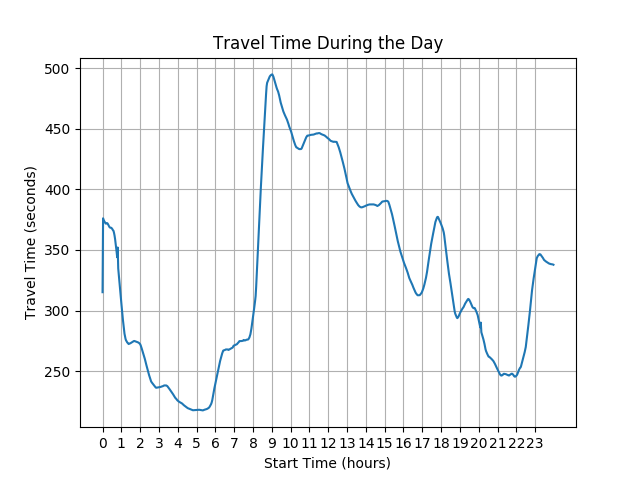 Travel Time During the Day
500
450
400
350
300
250
Travel Time (seconds)
0 1 2 3 4 5 6 7 8 9 10 11 12 13 14 15 16 17 18 19 20 21 22 23
Start Time (hours)